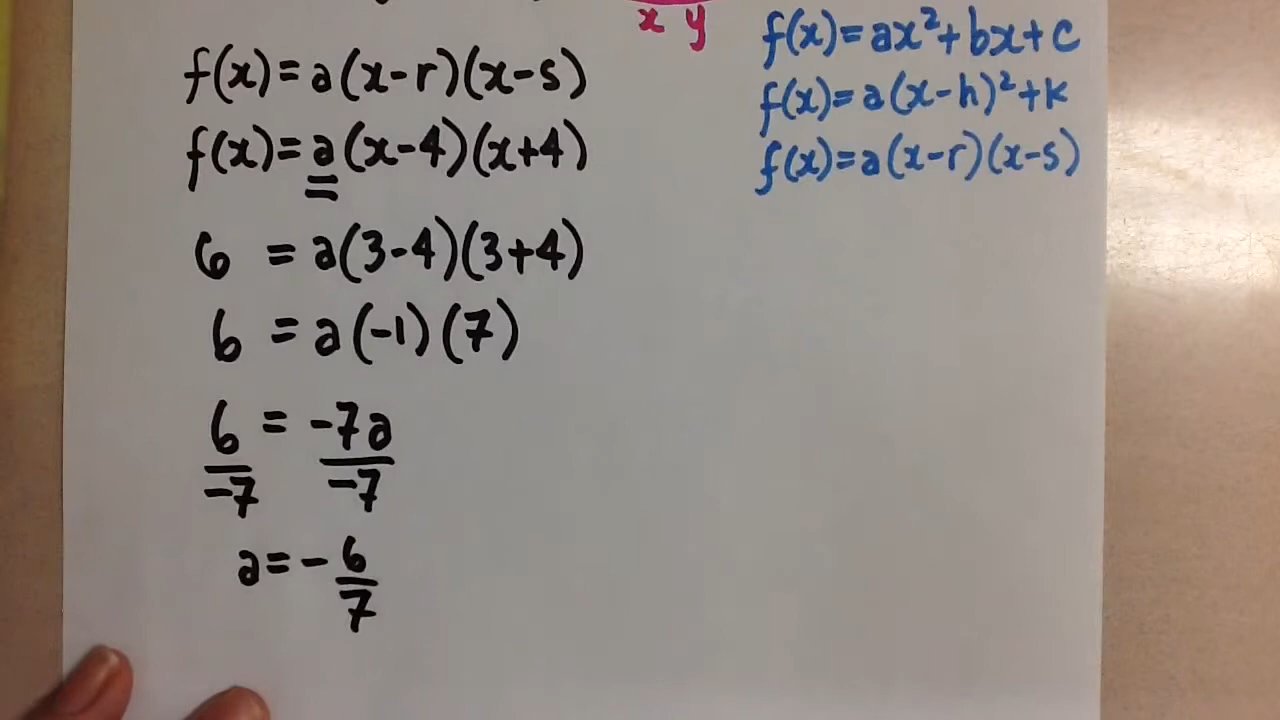 x y
f(x)=a(x-r)(x-s)
f(x)=a(x-4)(x+4)
6 = a(3-4)(3+4)
6 = a(-1)(7)
6 = -7a
-7 -7
a=-6/7
f(x)=ax²+bx+c
f(x)=a(x-h)²+k
f(x)=a(x-r)(x-s)